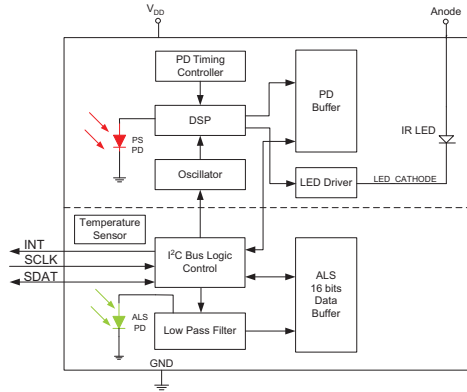 V_DD
Anode
PD Timing
Controller
PD
Buffer
DSP
PS
PD
IR LED
Oscillator
LED Driver
LED_CATHODE
Temperature
Sensor
INT
SCLK
SDAT
I²C Bus Logic
Control
ALS
16 bits
Data
Buffer
ALS
PD
Low Pass Filter
GND